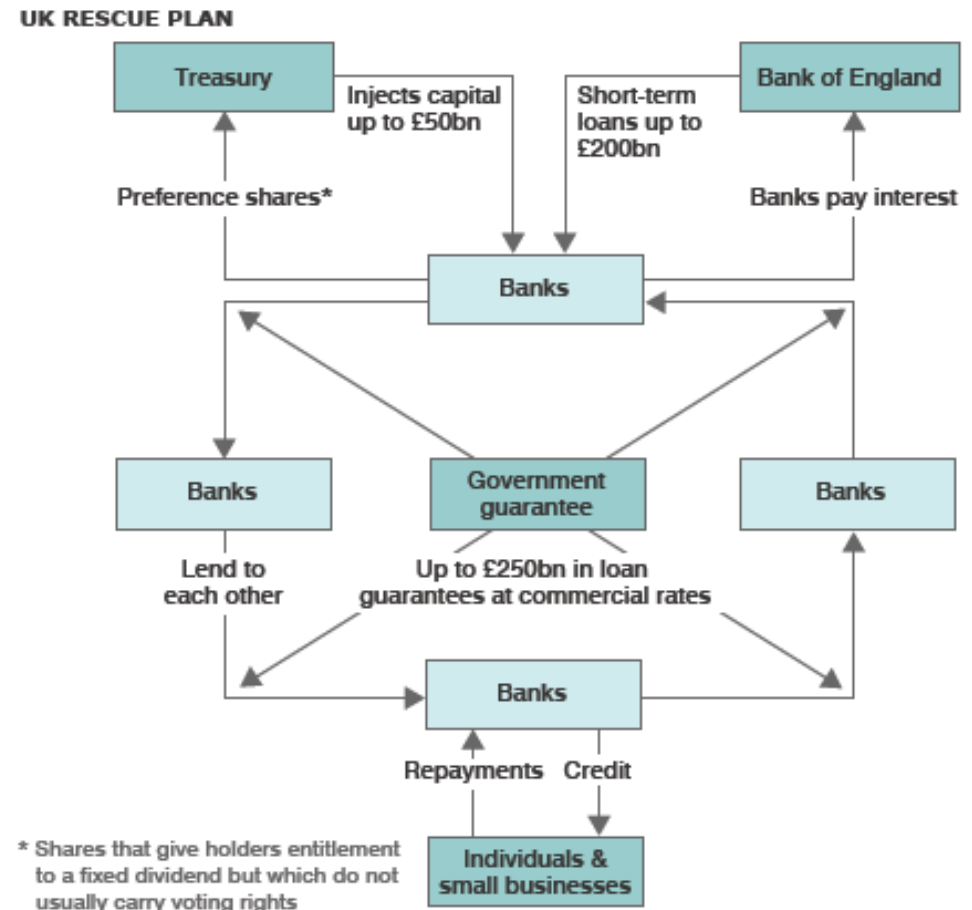 UK RESCUE PLAN
Treasury
Bank of England
Injects capital
up to £50bn
Short-term
loans up to
£200bn
Preference shares*
Banks pay interest
Banks
Banks
Government
guarantee
Banks
Lend to
each other
Up to £250bn in loan
guarantees at commercial rates
Banks
Repayments
Credit
Individuals &
small businesses
* Shares that give holders entitlement
to a fixed dividend but which do not
usually carry voting rights